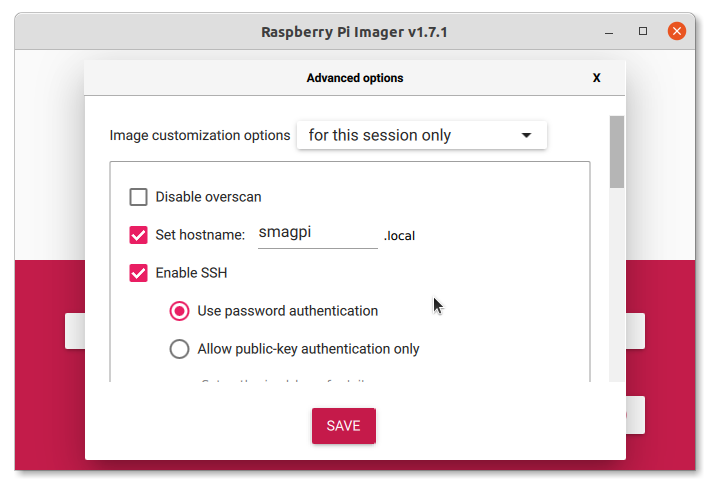 Raspberry Pi Imager v1.7.1
Advanced options
X
Image customization options for this session only
Disable overscan
Set hostname: smagpi .local
Enable SSH
Use password authentication
Allow public-key authentication only
SAVE